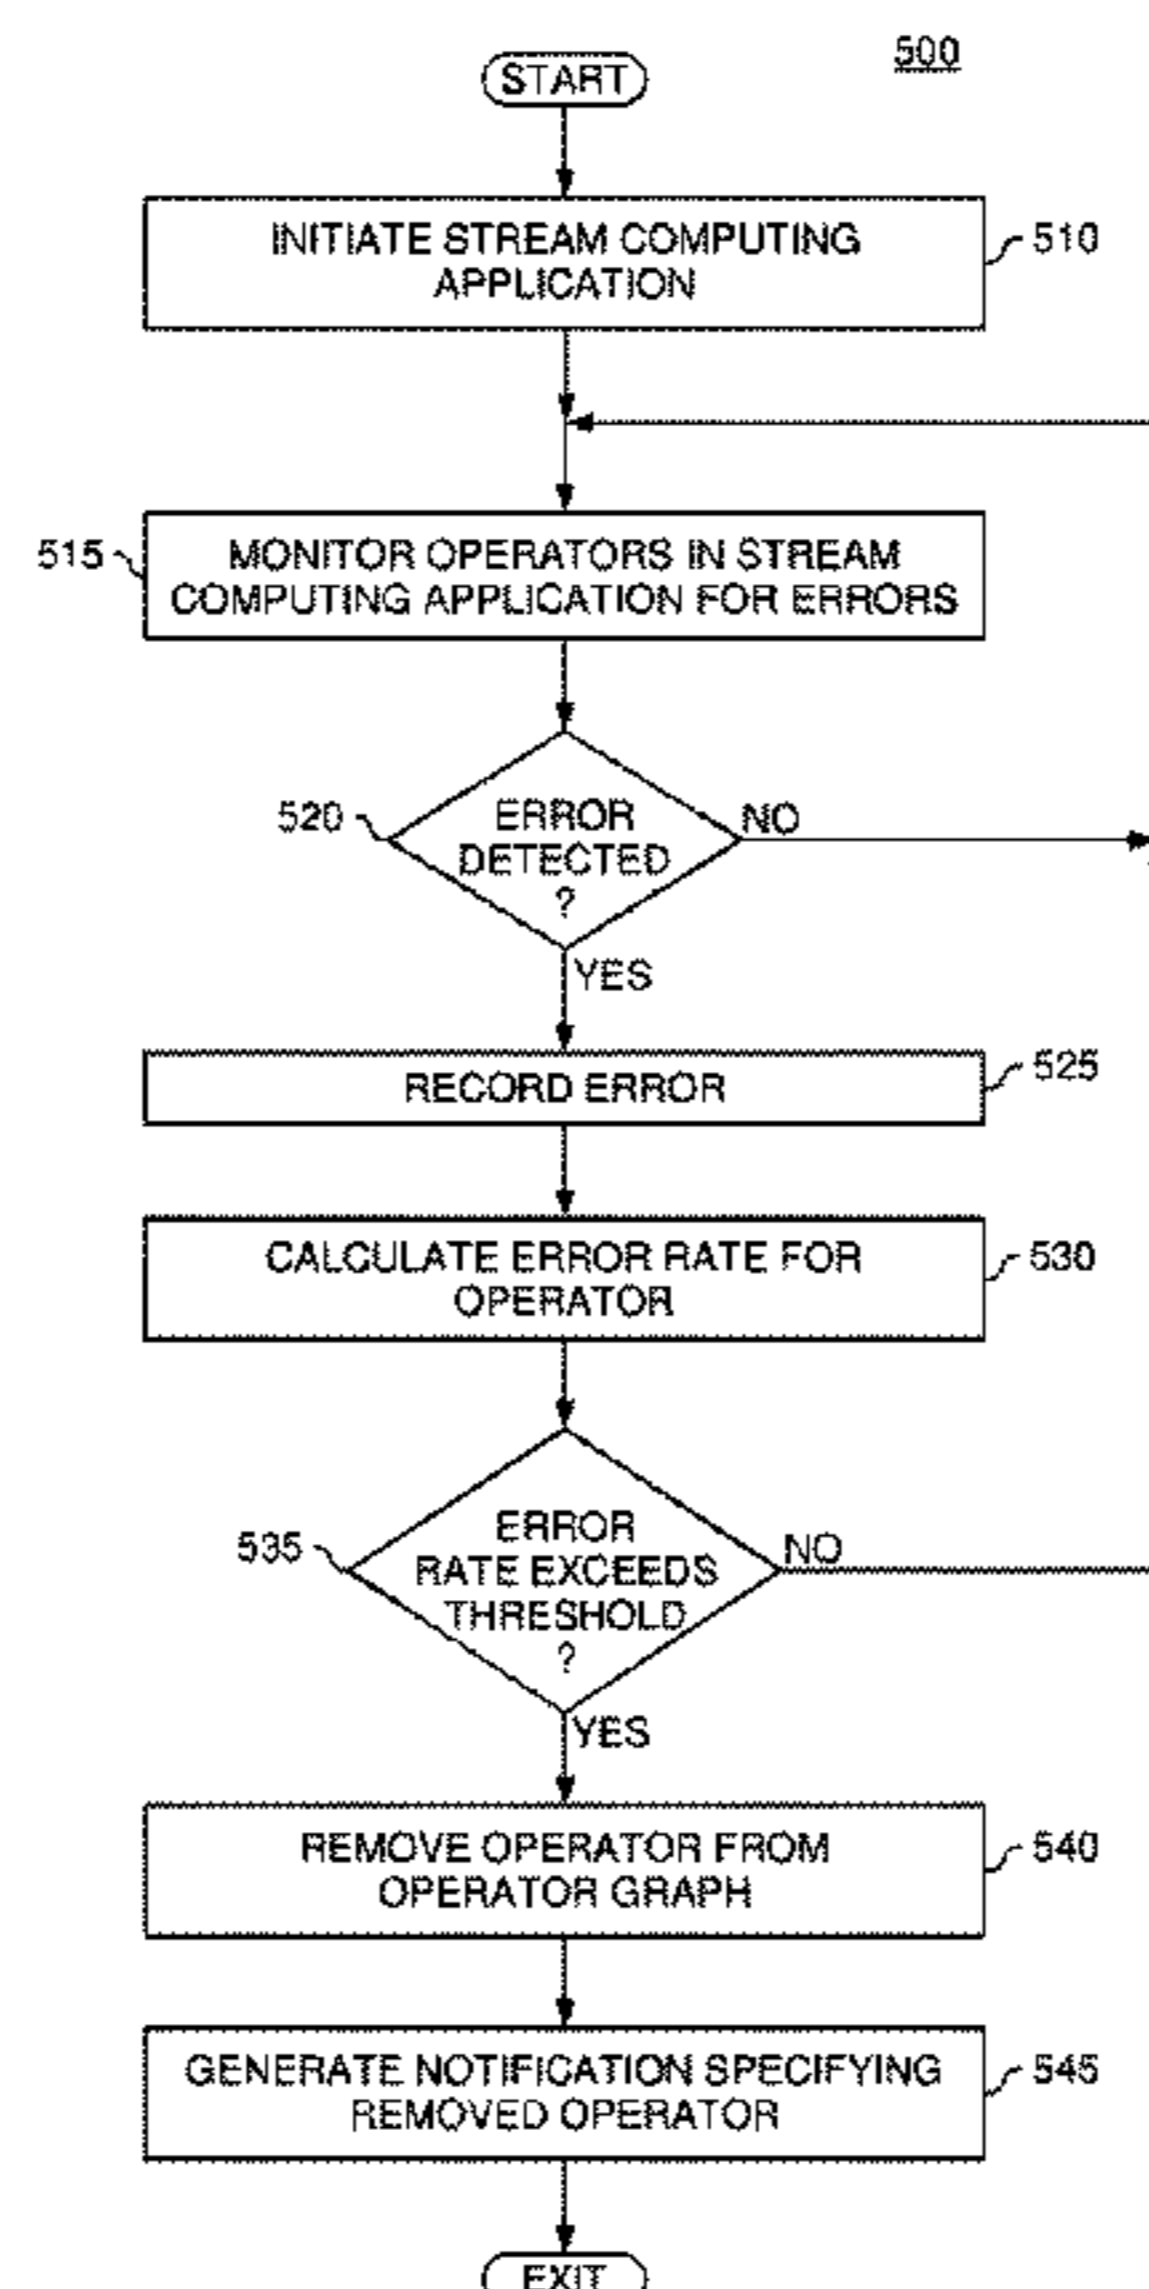 500
START
INITIATE STREAM COMPUTING
APPLICATION
510
515
MONITOR OPERATORS IN STREAM
COMPUTING APPLICATION FOR ERRORS
520
ERROR
DETECTED
?
NO
YES
RECORD ERROR
525
CALCULATE ERROR RATE FOR
OPERATOR
530
535
ERROR
RATE EXCEEDS
THRESHOLD
?
NO
YES
REMOVE OPERATOR FROM
OPERATOR GRAPH
540
GENERATE NOTIFICATION SPECIFYING
REMOVED OPERATOR
545
EXIT